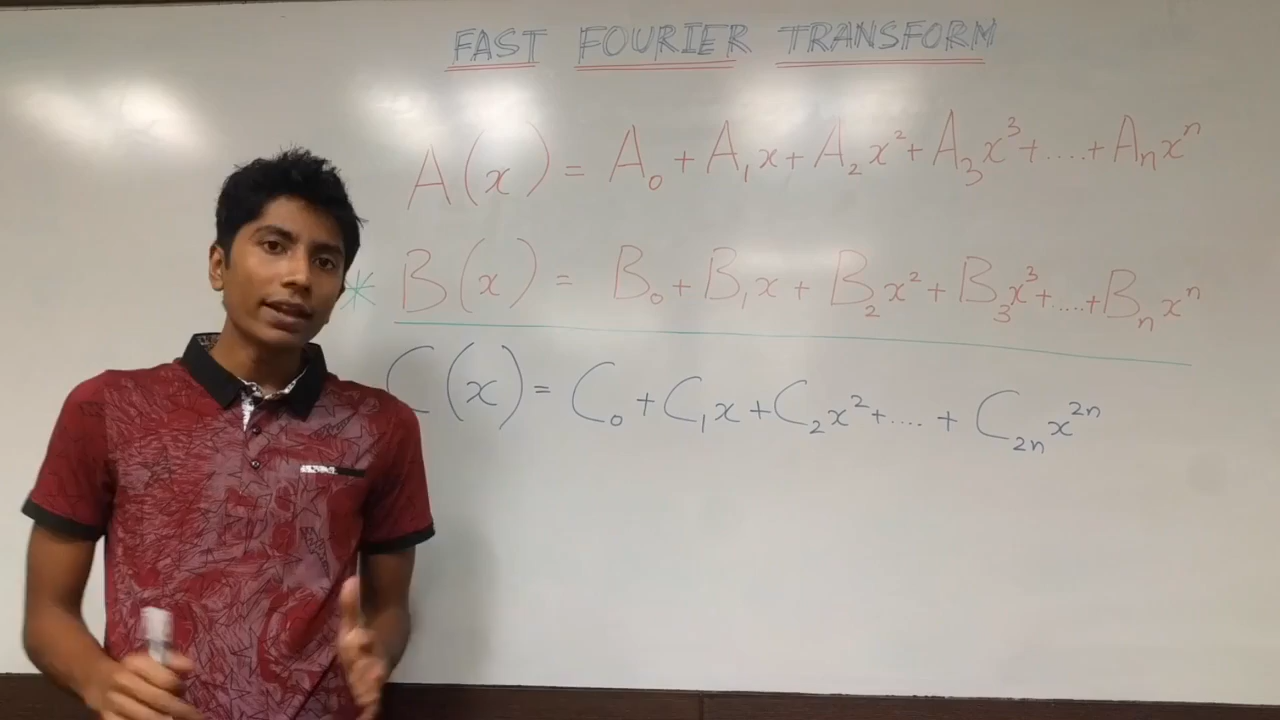 FAST FOURIER TRANSFORM
A(x) = A₀ + A₁x + A₂x² + A₃x³ + .... + Aₙxⁿ
* B(x) = B₀ + B₁x + B₂x² + B₃x³ + .... + Bₙxⁿ
C(x) = C₀ + C₁x + C₂x² + .... + C₂ₙx²ⁿ